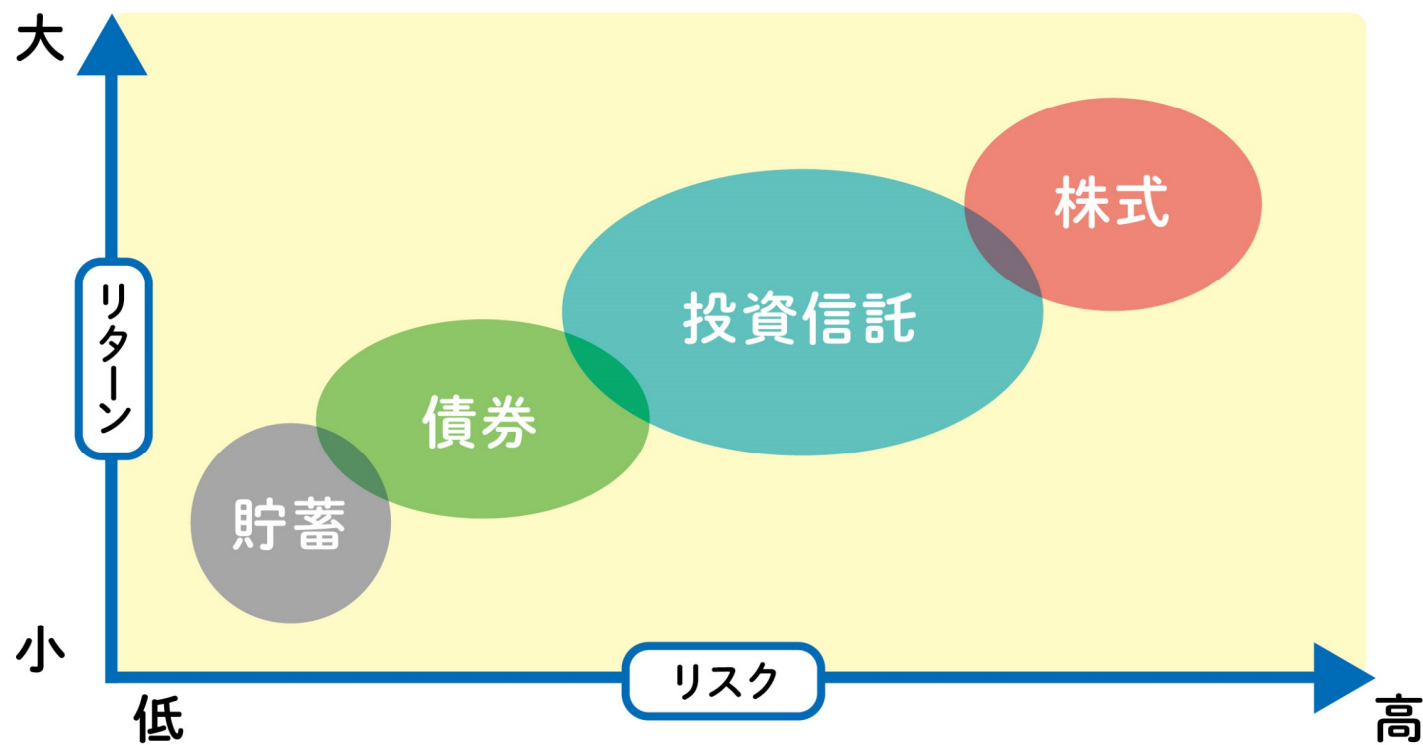 大
株式
リターン
投資信託
債券
貯蓄
小
リスク
低
高